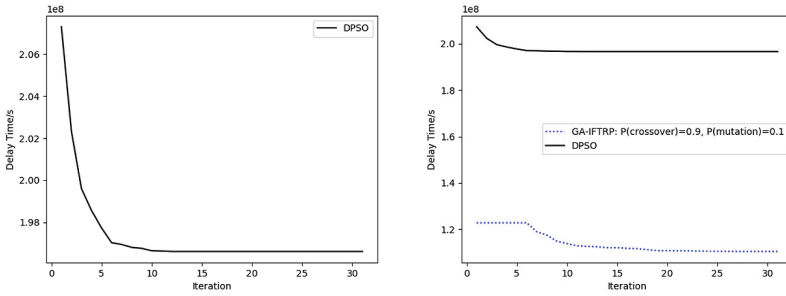 1e8
DPSO
2.06
2.04
2.02
2.00
1.98
Delay Time/s
0 5 10 15 20 25 30
Iteration
1e8
2.0
1.8
1.6
1.4
1.2
Delay Time/s
GA-IFTRP: P(crossover)=0.9, P(mutation)=0.1
DPSO
0 5 10 15 20 25 30
Iteration